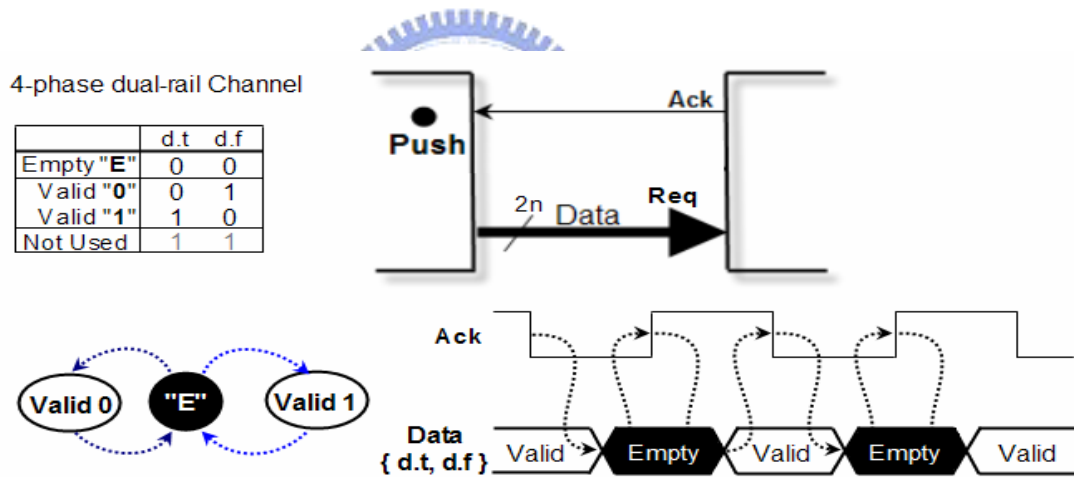 4-phase dual-rail Channel
d.t d.f
Empty "E" 0 0
Valid "0" 0 1
Valid "1" 1 0
Not Used 1 1
Ack
Push
2n Data Req
Valid 0 "E" Valid 1
Ack
Data
{ d.t, d.f }
Valid Empty Valid Empty Valid